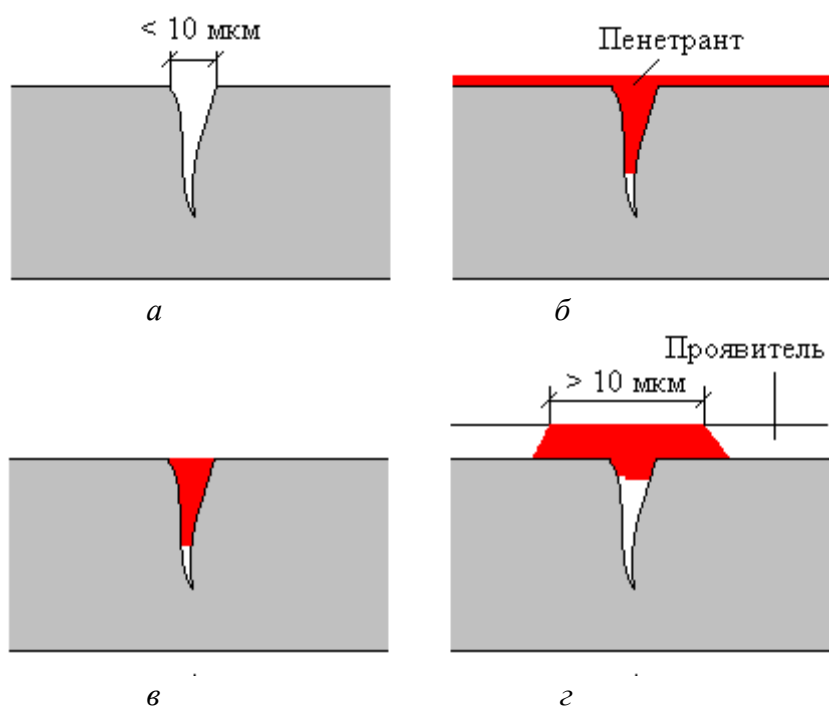 < 10 мкм
Пенетрант
а
б
Проявитель
> 10 мкм
в
г